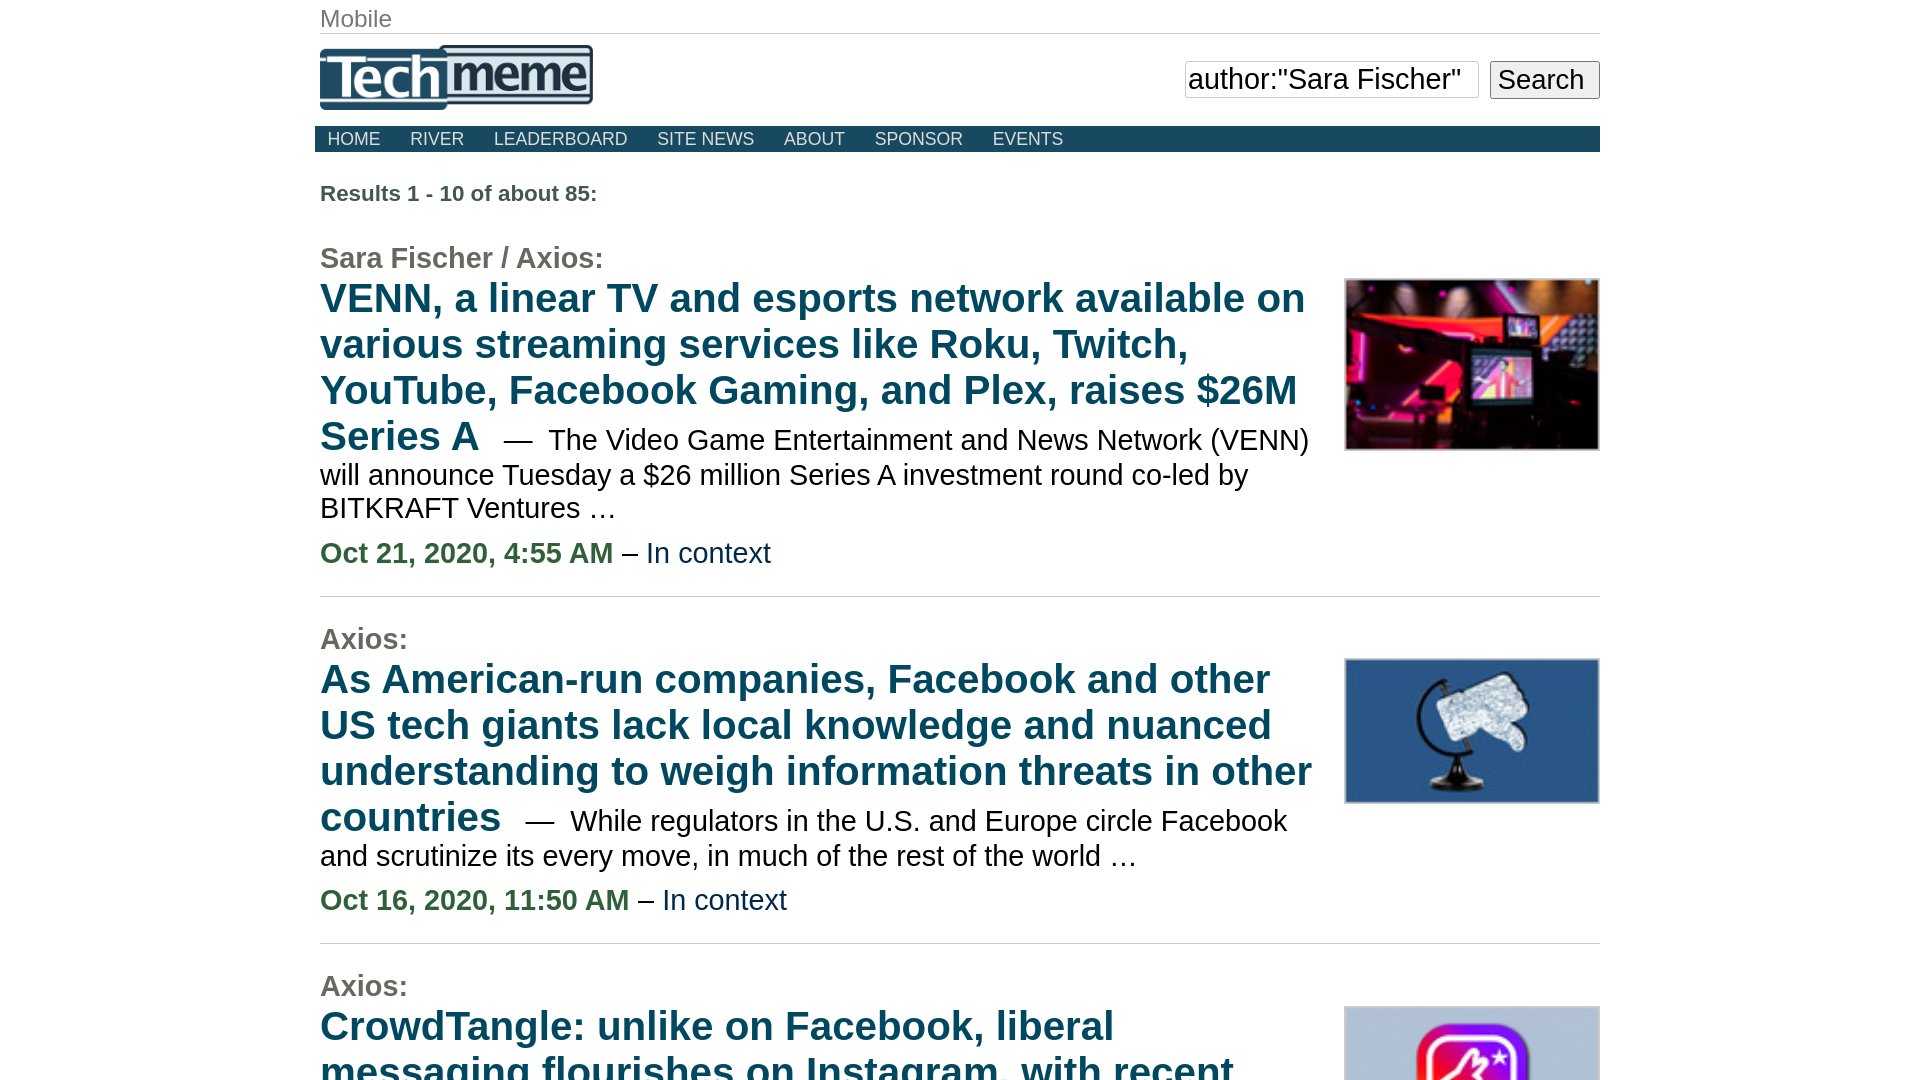 Mobile
Techmeme
author:"Sara Fischer"
Search
HOME RIVER LEADERBOARD SITE NEWS ABOUT SPONSOR EVENTS
Results 1 - 10 of about 85:
Sara Fischer / Axios:
VENN, a linear TV and esports network available on
various streaming services like Roku, Twitch,
YouTube, Facebook Gaming, and Plex, raises $26M
Series A — The Video Game Entertainment and News Network (VENN)
will announce Tuesday a $26 million Series A investment round co-led by
BITKRAFT Ventures …
Oct 21, 2020, 4:55 AM – In context
Axios:
As American-run companies, Facebook and other
US tech giants lack local knowledge and nuanced
understanding to weigh information threats in other
countries — While regulators in the U.S. and Europe circle Facebook
and scrutinize its every move, in much of the rest of the world …
Oct 16, 2020, 11:50 AM – In context
Axios:
CrowdTangle: unlike on Facebook, liberal
messaging flourishes on Instagram, with recent